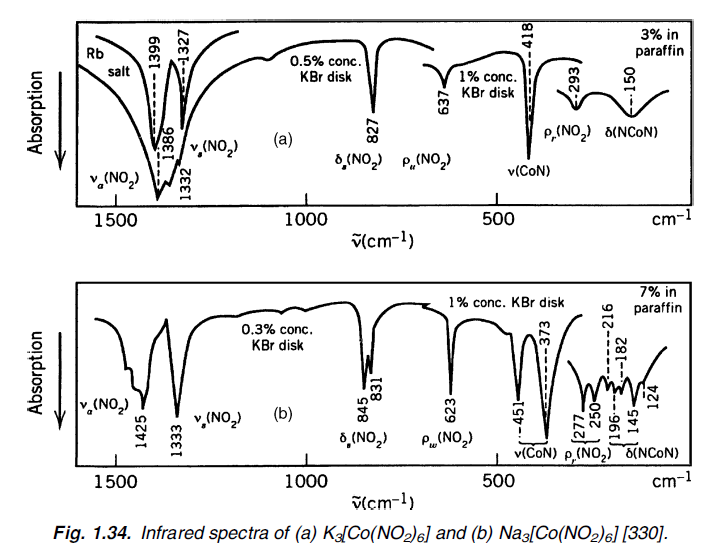 1399
1327
418
3% in
paraffin
Rb
salt
0.5% conc.
KBr disk
1% conc.
KBr disk
637
293
150
Absorption
1386
1332
νs(NO2)
(a)
827
ρr(NO2)
δ(NCoN)
νa(NO2)
δs(NO2)
ρw(NO2)
ν(CoN)
1500
1000
500
cm−1
ṽ(cm−1)
7% in
paraffin
1% conc. KBr disk
0.3% conc.
KBr disk
373
216
182
Absorption
νa(NO2)
1425
1333
νs(NO2)
(b)
845
831
623
451
277
250
196
145
124
δs(NO2)
ρw(NO2)
ν(CoN)
ρr(NO2)
δ(NCoN)
1500
1000
500
cm−1
ṽ(cm−1)
Fig. 1.34. Infrared spectra of (a) K3[Co(NO2)6] and (b) Na3[Co(NO2)6] [330].